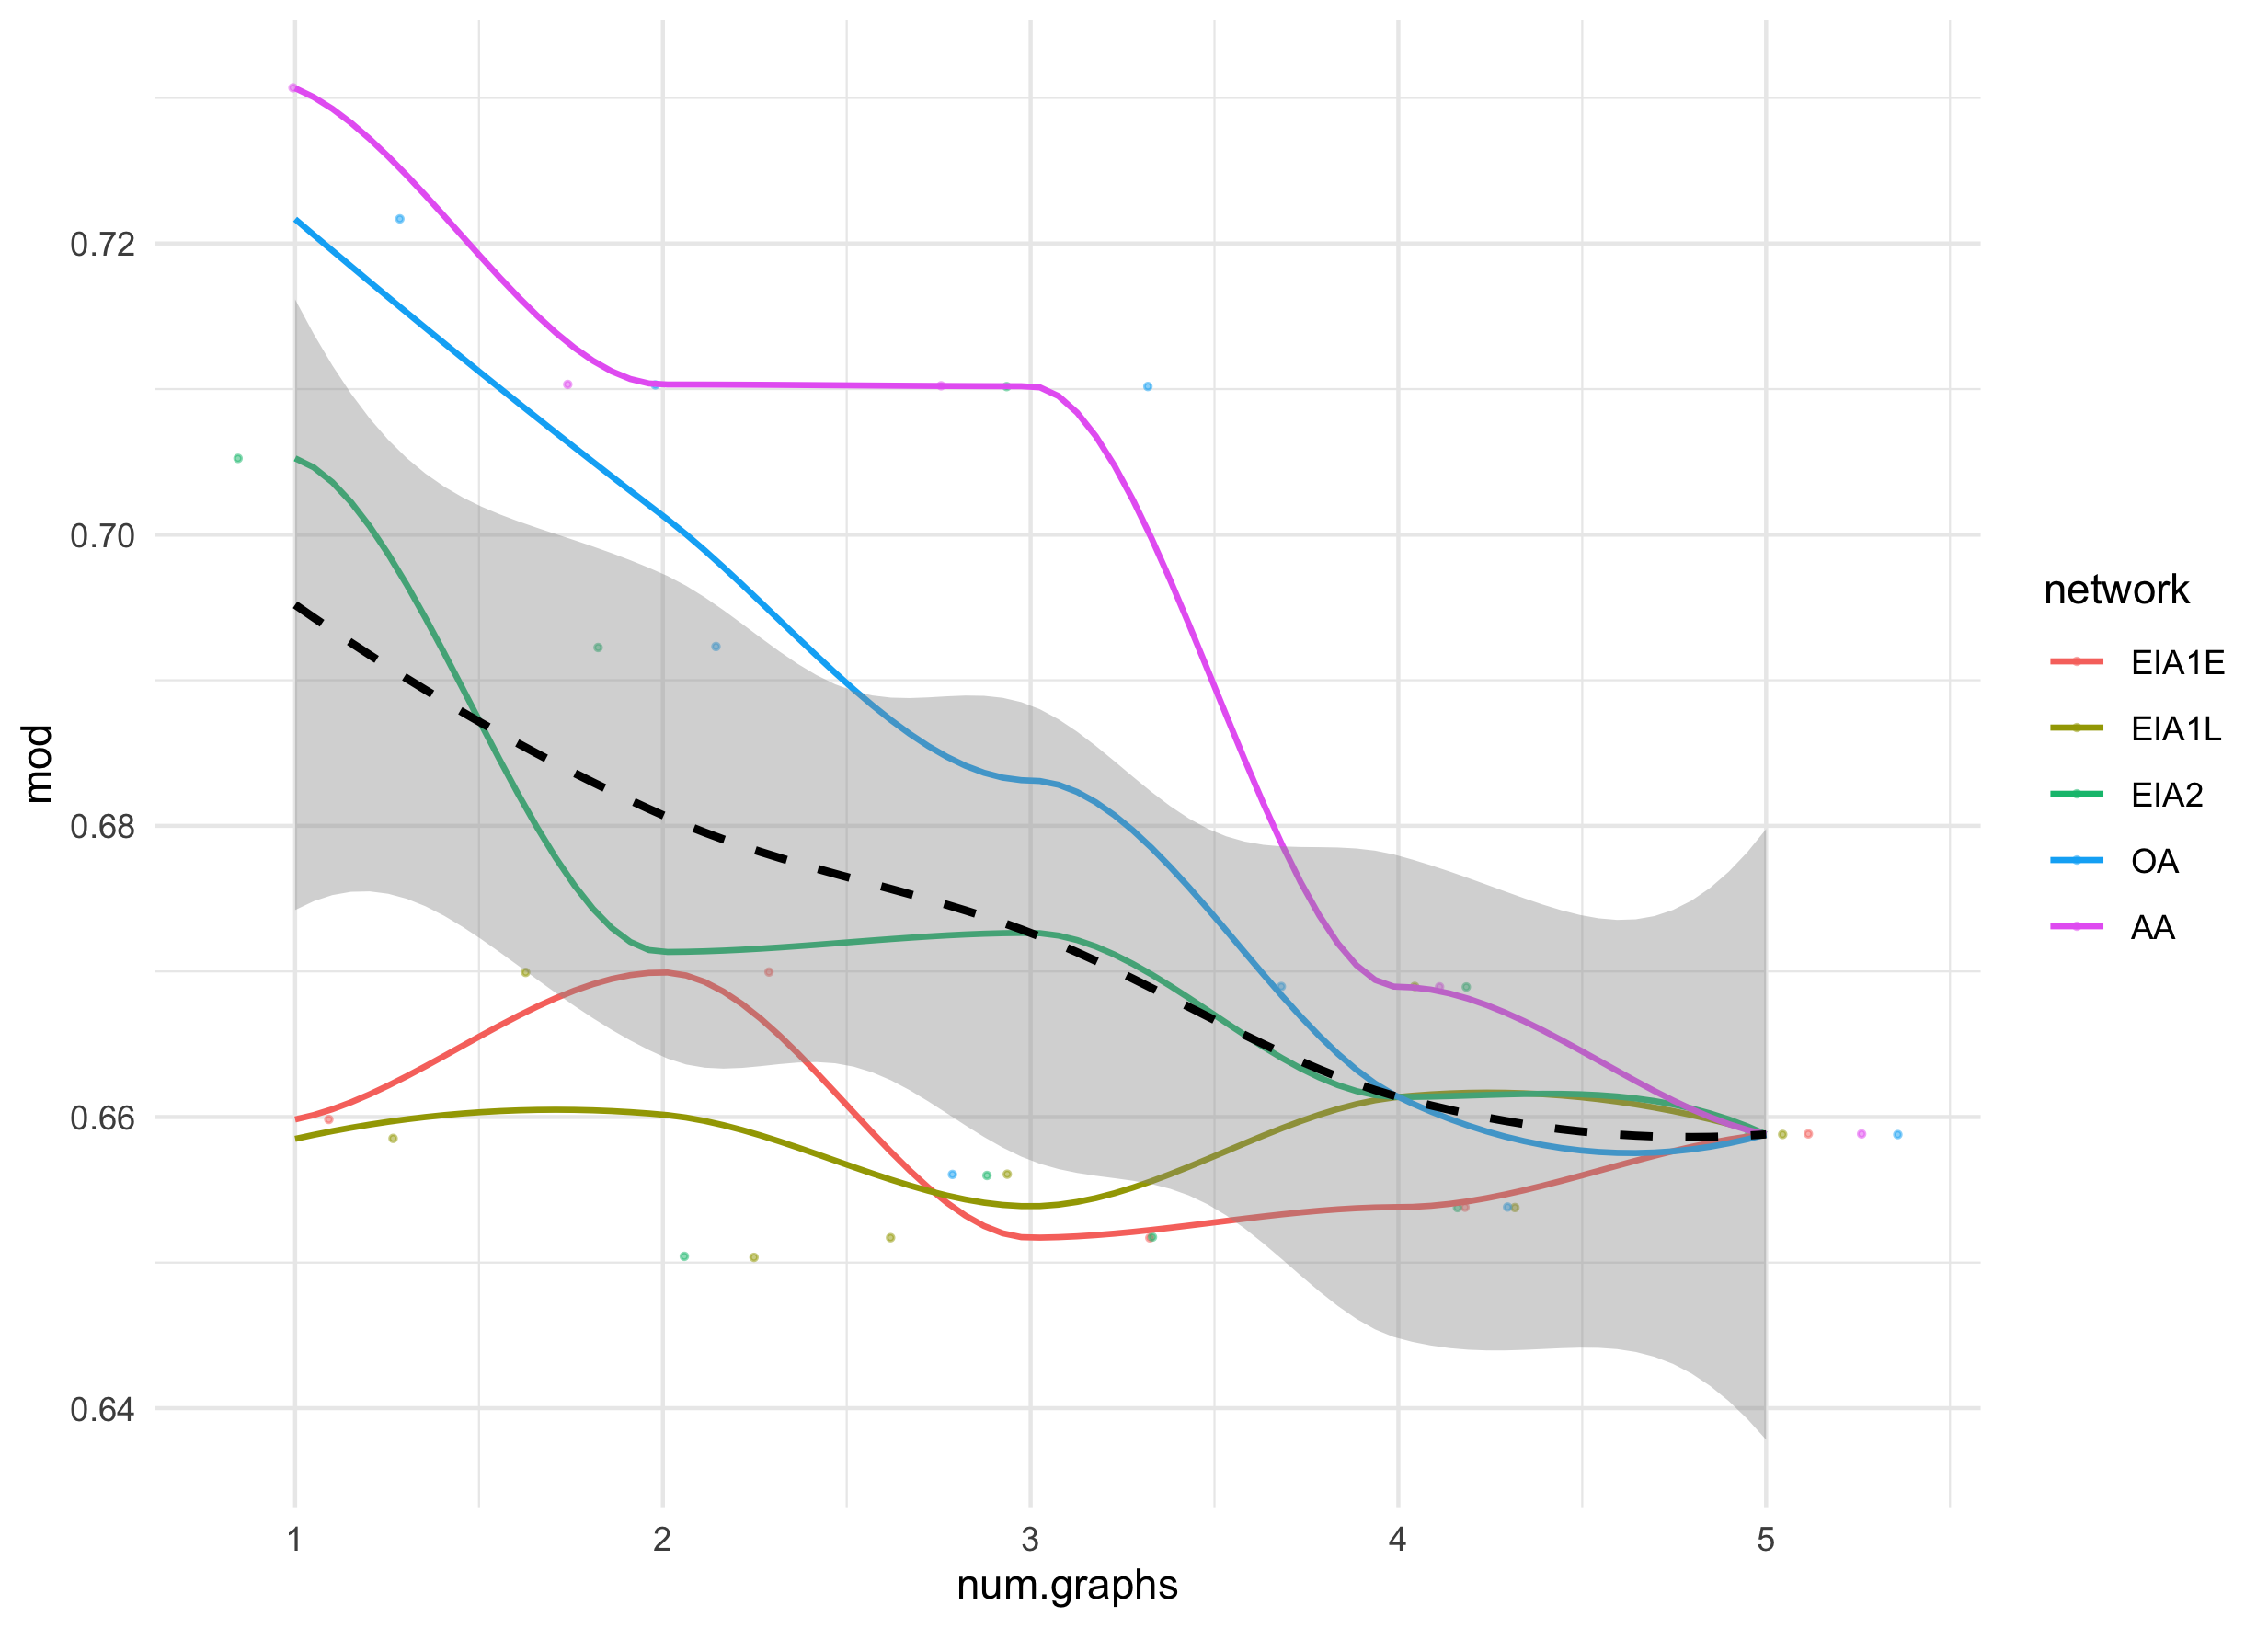 mod
0.72
0.70
0.68
0.66
0.64
1 2 3 4 5
num.graphs
network
EIA1E
EIA1L
EIA2
OA
AA